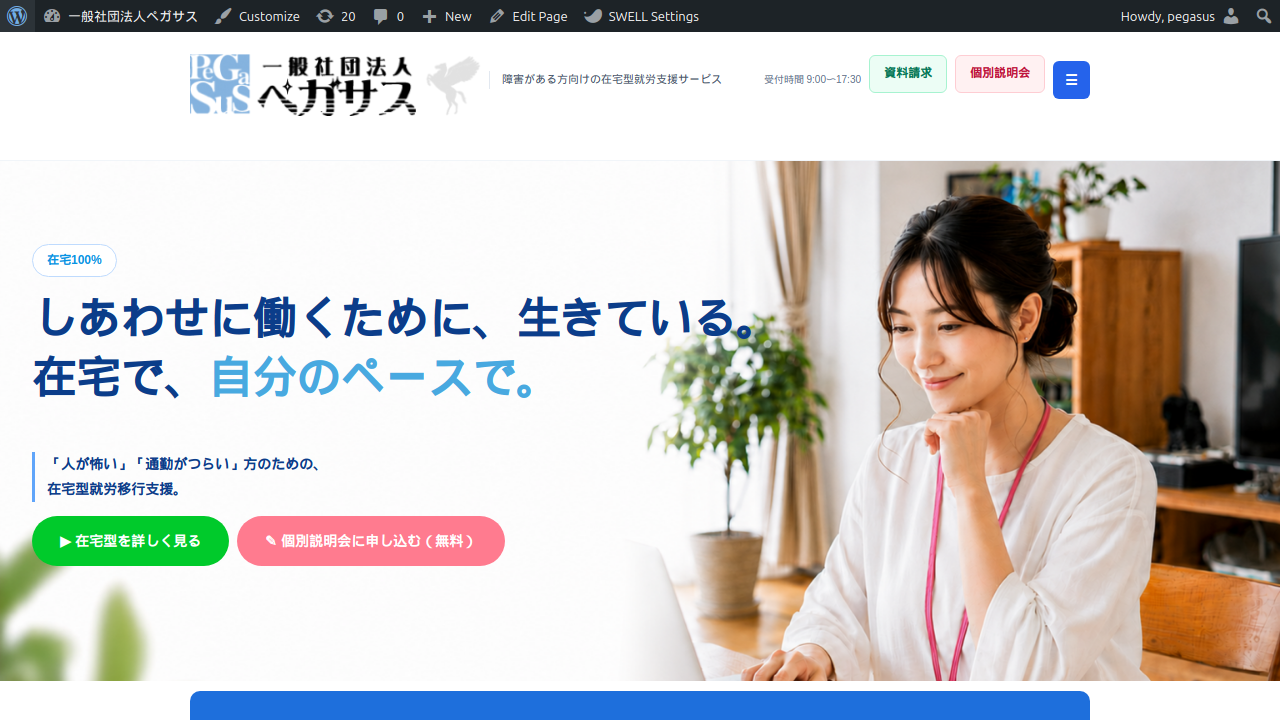 一般社団法人ペガサス
Customize
20
0
New
Edit Page
SWELL Settings
Howdy, pegasus
PeGaSuS
一般社団法人
ペガサス
障害がある方向けの在宅型就労支援サービス
受付時間 9:00~17:30
資料請求
個別説明会
在宅100%
しあわせに働くために、生きている。
在宅で、自分のペースで。
「人が怖い」「通勤がつらい」方のための、
在宅型就労移行支援。
▶ 在宅型を詳しく見る
✎ 個別説明会に申し込む（無料）